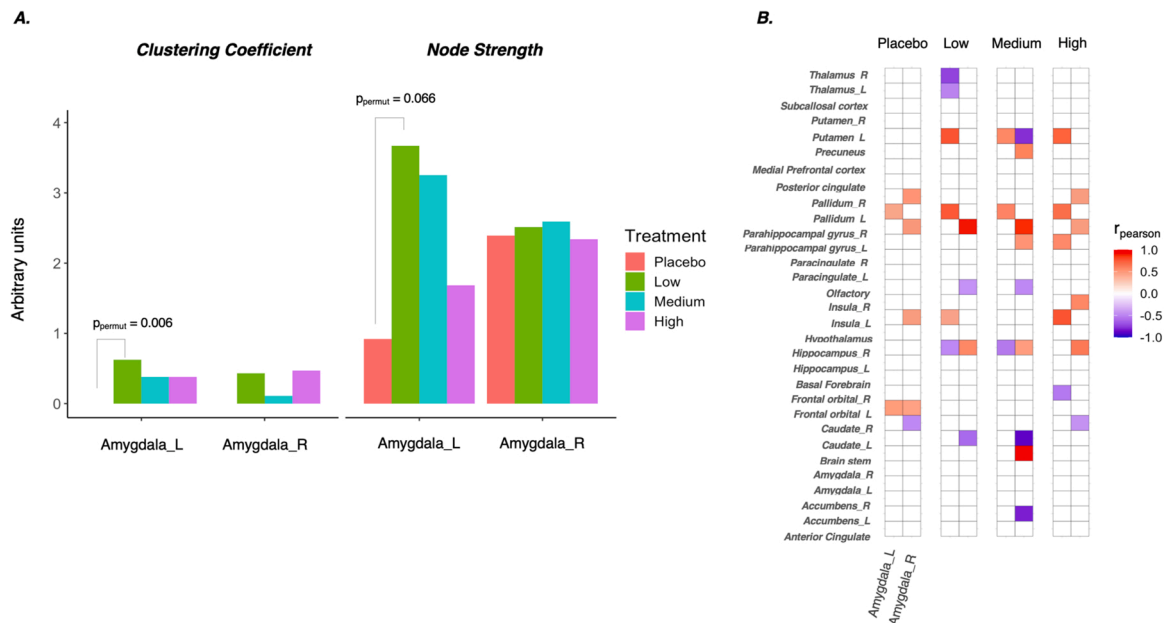 A.
Clustering Coefficient
Node Strength
Arbitrary units
4
3
2
1
0
p_permut = 0.066
p_permut = 0.006
Amygdala_L
Amygdala_R
Amygdala_L
Amygdala_R
Treatment
Placebo
Low
Medium
High
B.
Placebo
Low
Medium
High
Thalamus_R
Thalamus_L
Subcallosal cortex
Putamen_R
Putamen_L
Precuneus
Medial Prefrontal cortex
Posterior cingulate
Pallidum_R
Pallidum_L
Parahippocampal gyrus_R
Parahippocampal gyrus_L
Paracingulate_R
Paracingulate_L
Olfactory
Insula_R
Insula_L
Hypothalamus
Hippocampus_R
Hippocampus_L
Basal Forebrain
Frontal orbital_R
Frontal orbital_L
Caudate_R
Caudate_L
Brain stem
Amygdala_R
Amygdala_L
Accumbens_R
Accumbens_L
Anterior Cingulate
Amygdala_L
Amygdala_R
r_pearson
1.0
0.5
0.0
-0.5
-1.0